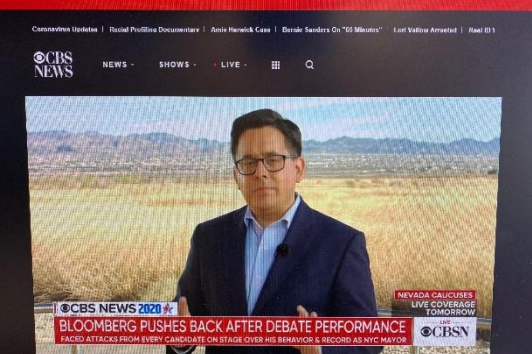 Coronavirus Updates | Racial Profiling Documentary | Amie Harwick Case | Bernie Sanders On "60 Minutes" | Lori Vallow Arrested | Real ID
CBS NEWS
NEWS SHOWS LIVE
NEVADA CAUCUSES
LIVE COVERAGE
TOMORROW
CBS NEWS 2020
BLOOMBERG PUSHES BACK AFTER DEBATE PERFORMANCE
FACED ATTACKS FROM EVERY CANDIDATE ON STAGE OVER HIS BEHAVIOR & RECORD AS NYC MAYOR
LIVE
CBSN